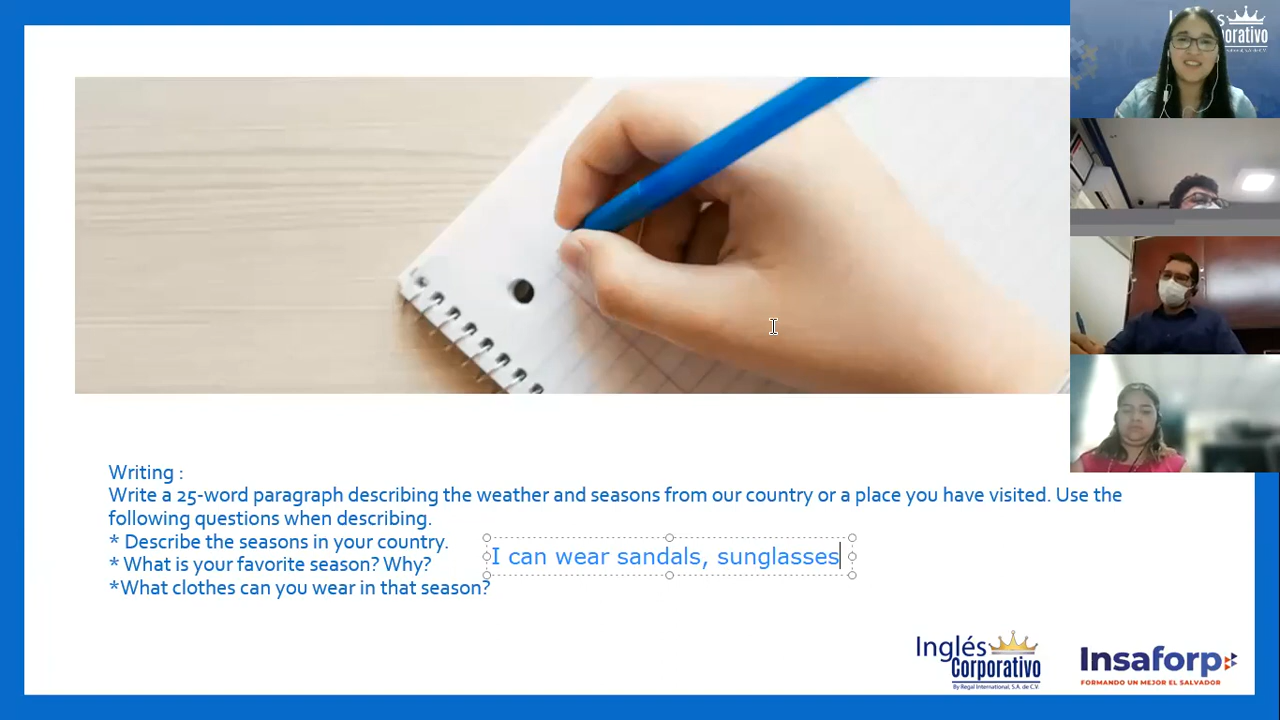 Writing :
Write a 25-word paragraph describing the weather and seasons from our country or a place you have visited. Use the
following questions when describing.
* Describe the seasons in your country.
* What is your favorite season? Why?
*What clothes can you wear in that season?
I can wear sandals, sunglasses
Inglés
Corporativo
By Regal International, S.A. de C.V.
Insaforp
FORMANDO UN MEJOR EL SALVADOR